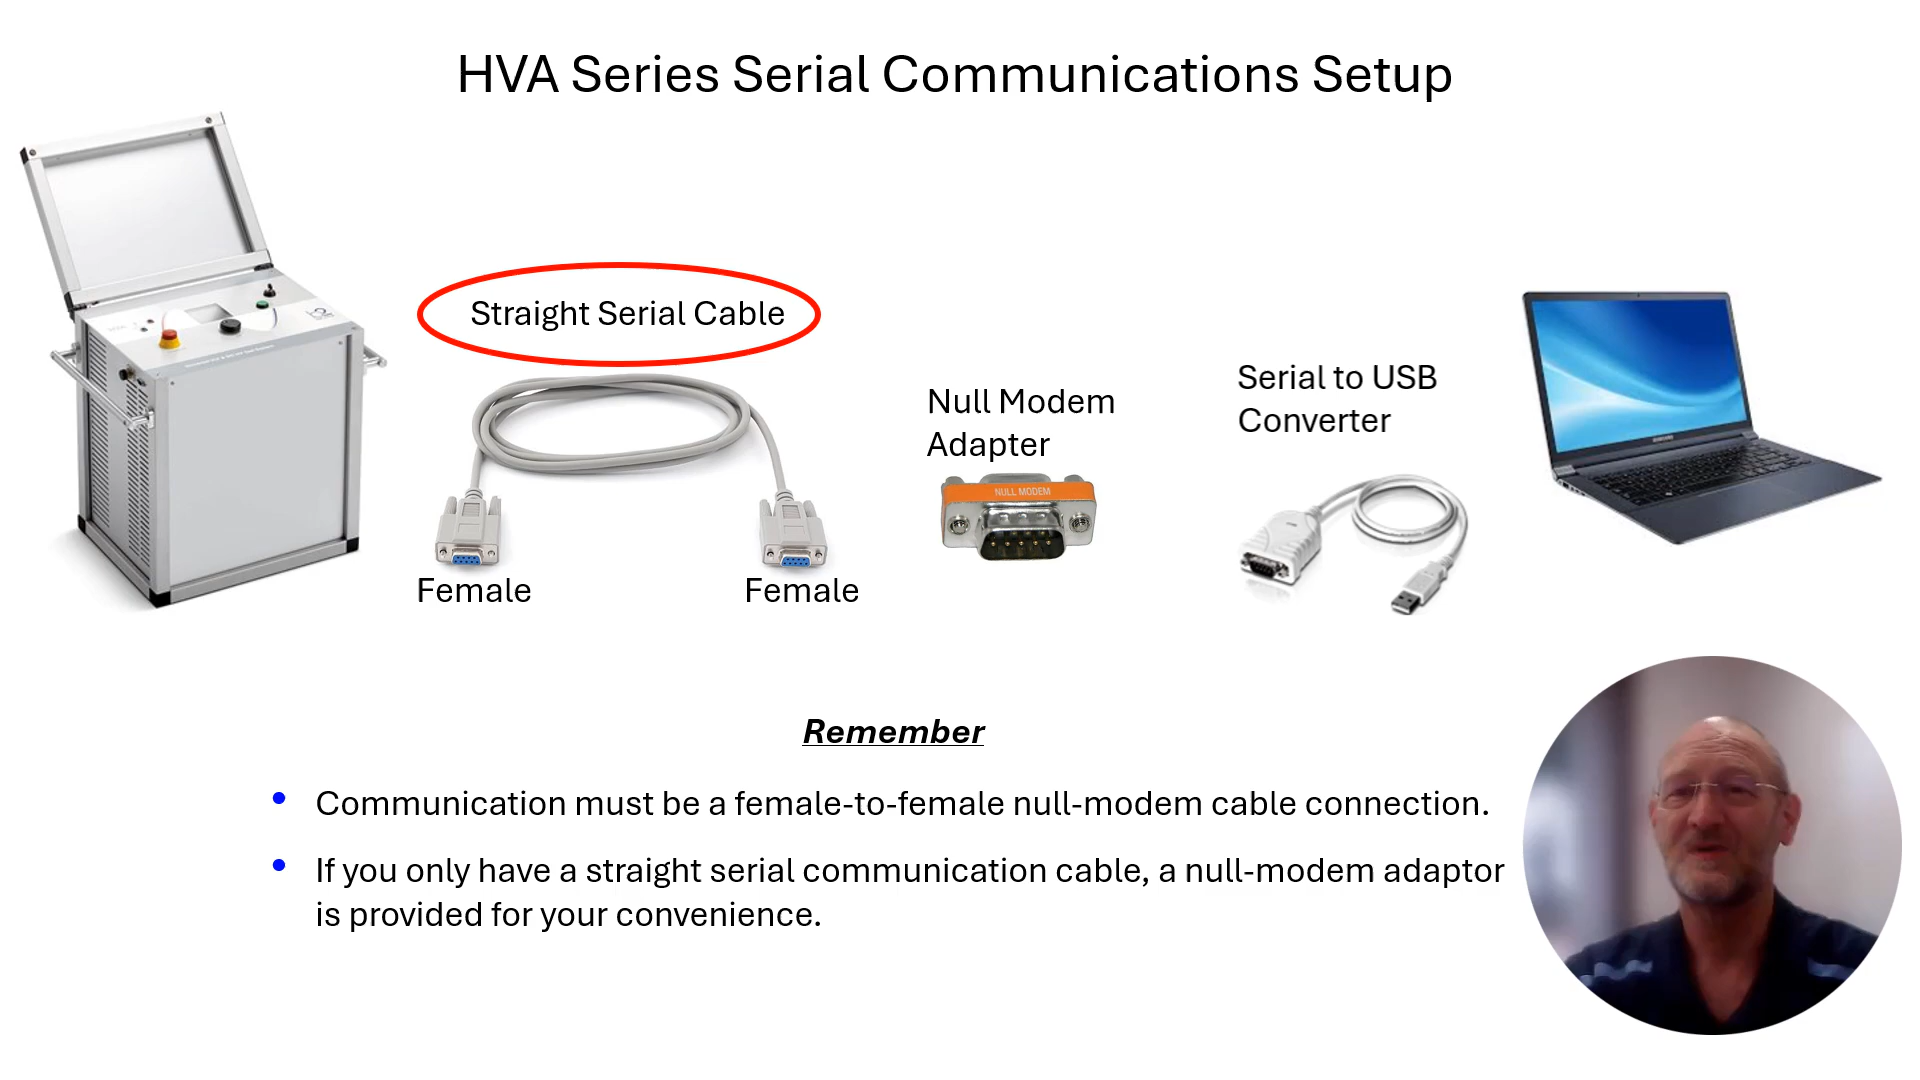 HVA Series Serial Communications Setup
Straight Serial Cable
Null Modem
Adapter
Serial to USB
Converter
NULL MODEM
Female
Female
Remember
Communication must be a female-to-female null-modem cable connection.
If you only have a straight serial communication cable, a null-modem adaptor
is provided for your convenience.